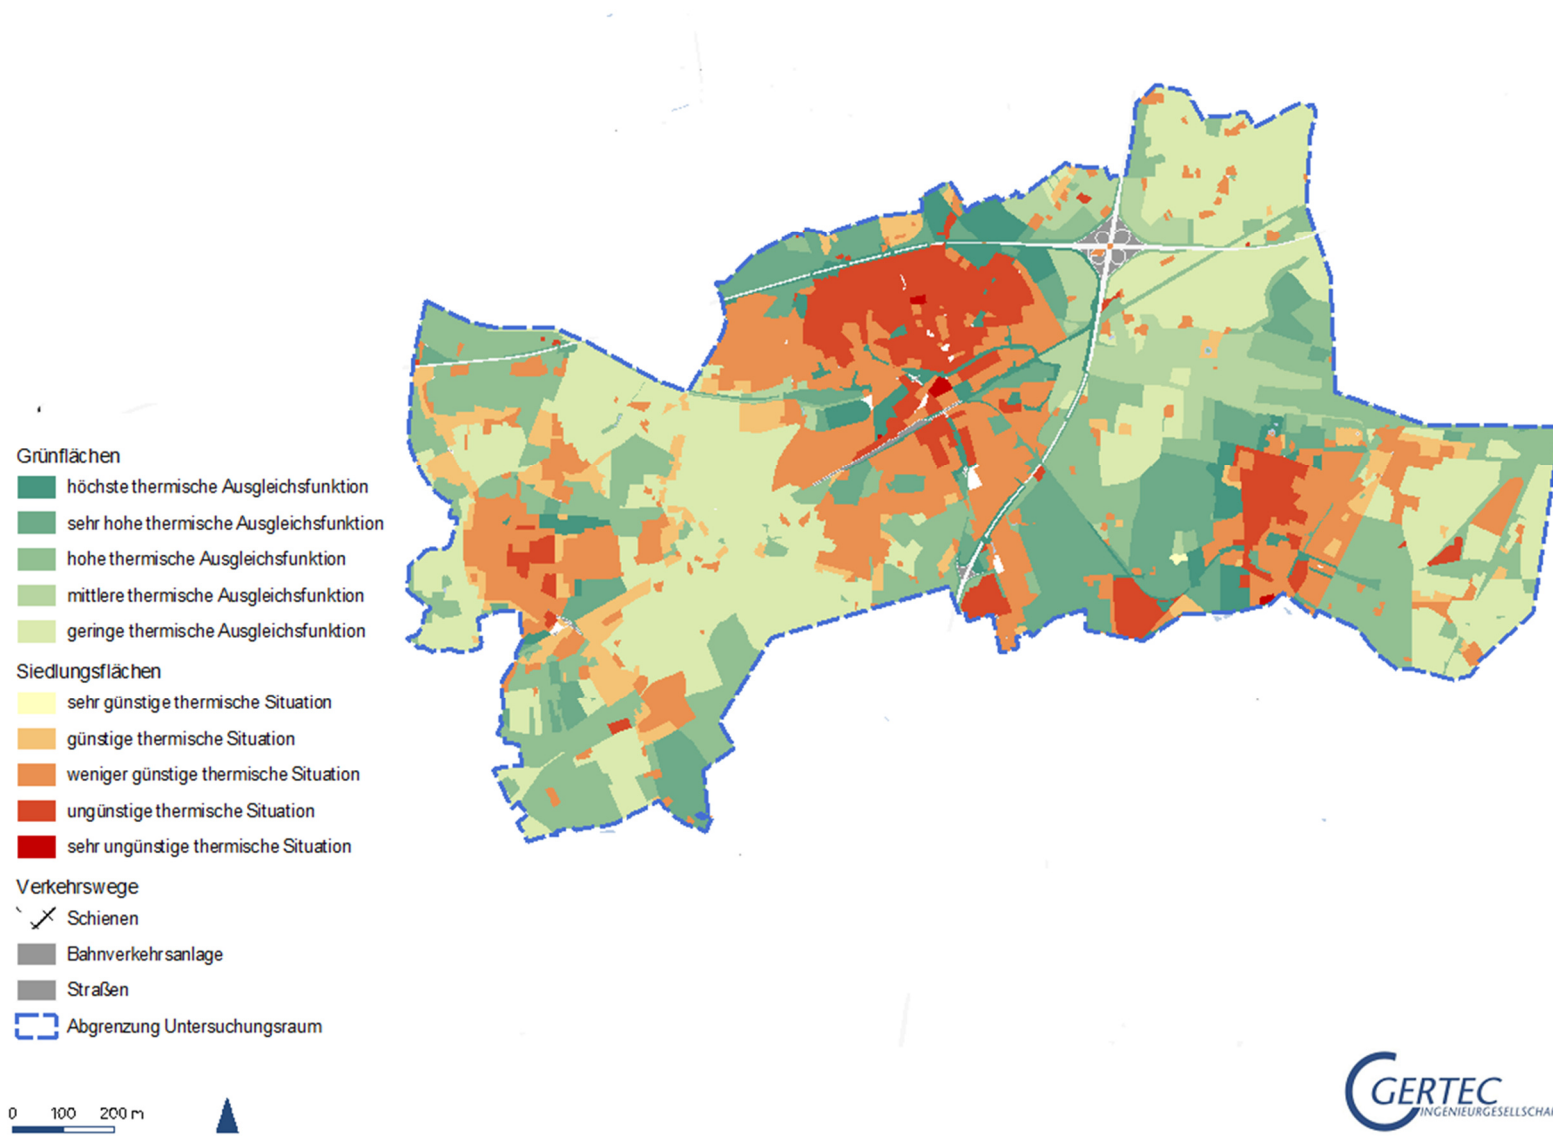 Grünflächen
höchste thermische Ausgleichsfunktion
sehr hohe thermische Ausgleichsfunktion
hohe thermische Ausgleichsfunktion
mittlere thermische Ausgleichsfunktion
geringe thermische Ausgleichsfunktion
Siedlungsflächen
sehr günstige thermische Situation
günstige thermische Situation
weniger günstige thermische Situation
ungünstige thermische Situation
sehr ungünstige thermische Situation
Verkehrswege
Schienen
Bahnverkehrsanlage
Straßen
Abgrenzung Untersuchungsraum
0 100 200 m
GERTEC
INGENIEURGESELLSCHA